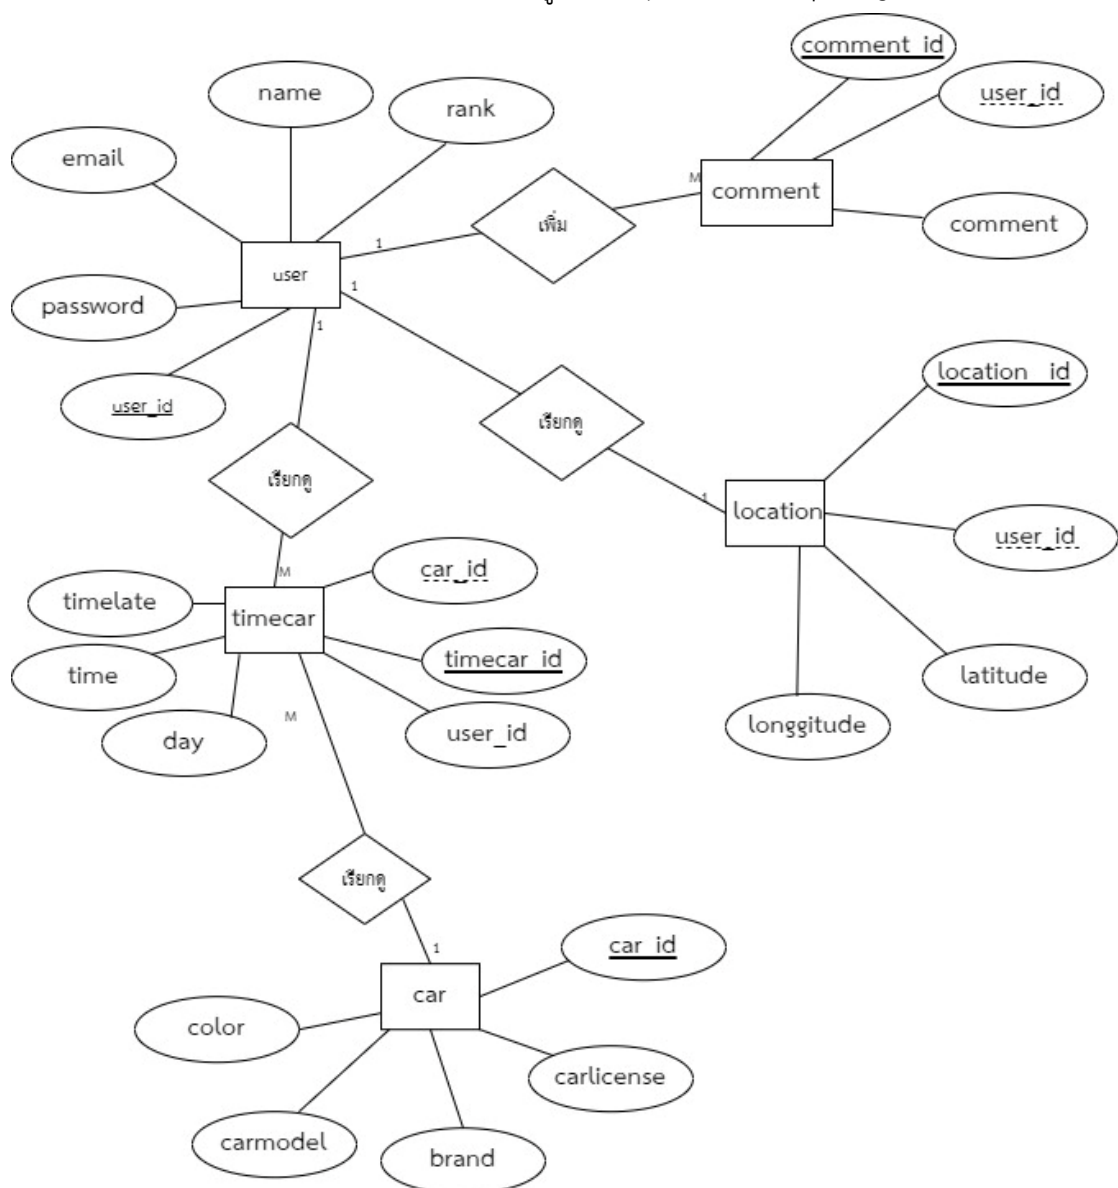 comment_id
user_id
name
rank
email
M
comment
เพิ่ม
comment
1
user
1
password
1
location_id
user_id
เรียกดู
เรียกดู
1
location
user_id
M
car_id
timelate
timecar
timecar_id
time
latitude
M
longgitude
day
user_id
เรียกดู
car_id
1
car
color
carlicense
carmodel
brand